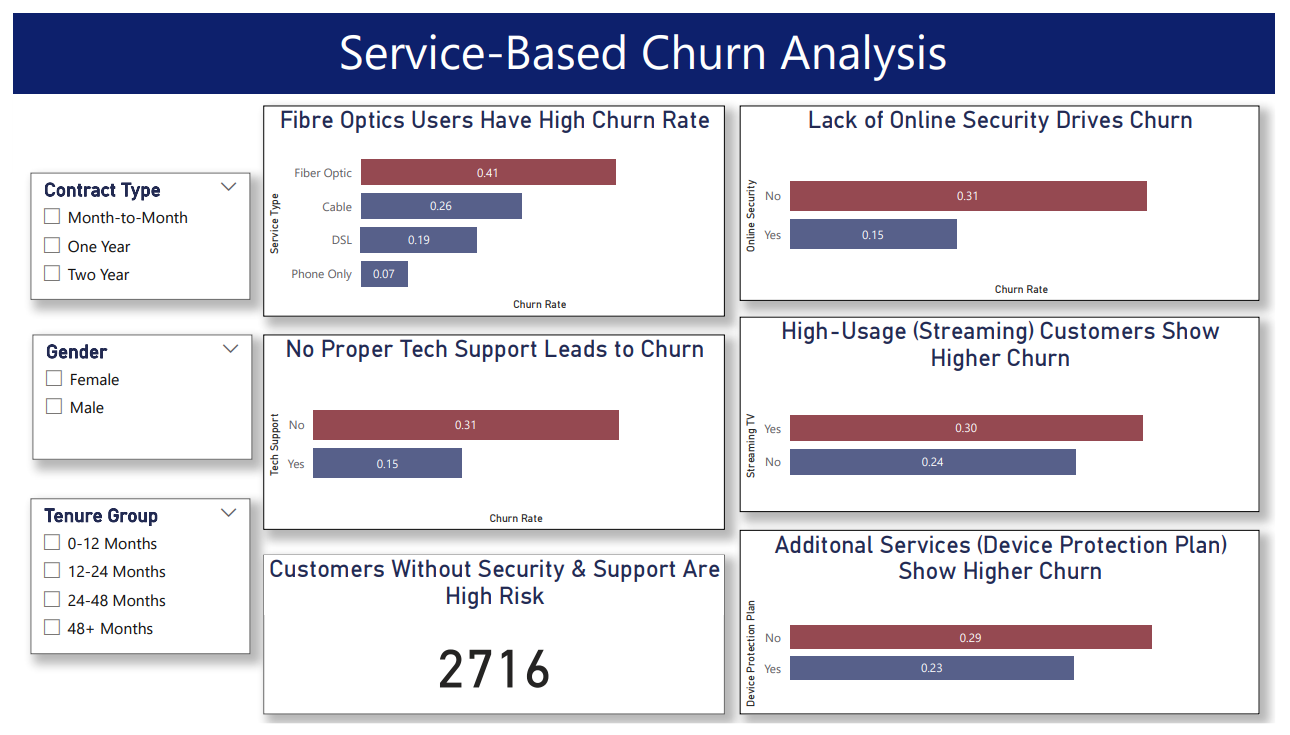 Service-Based Churn Analysis
Contract Type
Month-to-Month
One Year
Two Year
Gender
Female
Male
Tenure Group
0-12 Months
12-24 Months
24-48 Months
48+ Months
Fibre Optics Users Have High Churn Rate
Service Type
Fiber Optic 0.41
Cable 0.26
DSL 0.19
Phone Only 0.07
Churn Rate
No Proper Tech Support Leads to Churn
Tech Support
No 0.31
Yes 0.15
Churn Rate
Customers Without Security & Support Are
High Risk
2716
Lack of Online Security Drives Churn
Online Security
No 0.31
Yes 0.15
Churn Rate
High-Usage (Streaming) Customers Show
Higher Churn
Streaming TV
Yes 0.30
No 0.24
Additonal Services (Device Protection Plan)
Show Higher Churn
Device Protection Plan
No 0.29
Yes 0.23